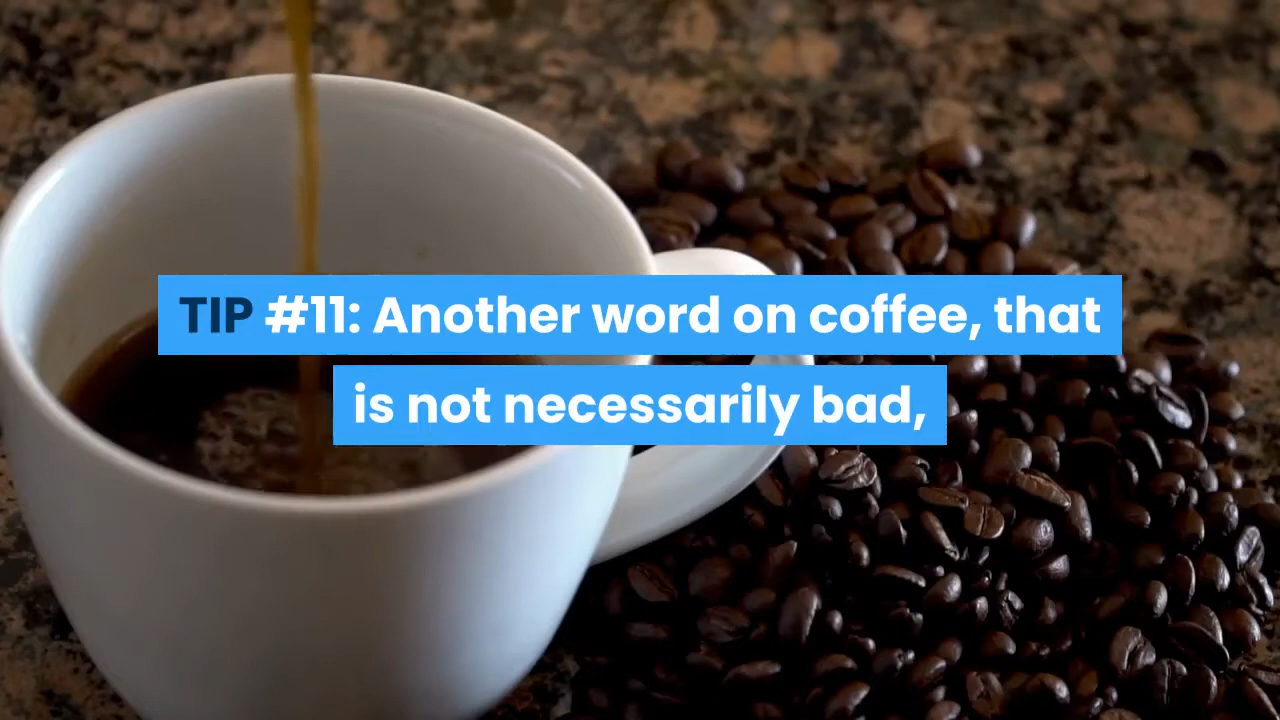 TIP #11: Another word on coffee, that
is not necessarily bad,